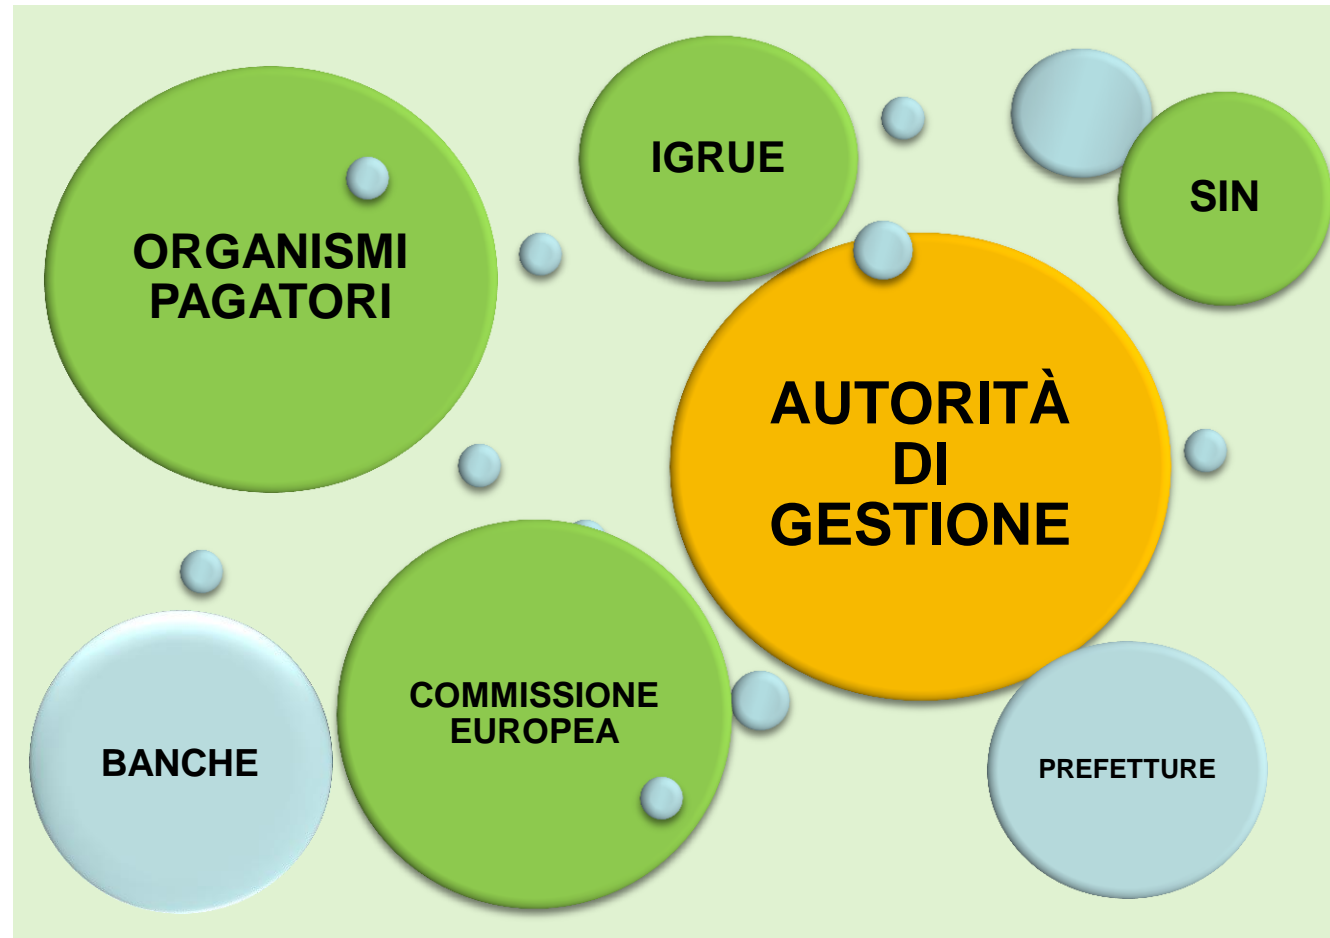 IGRUE
SIN
ORGANISMI
PAGATORI
AUTORITÀ
DI
GESTIONE
COMMISSIONE
EUROPEA
BANCHE
PREFETTURE